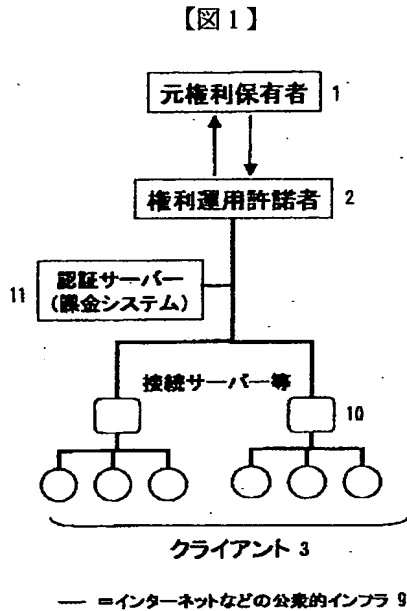 【図1】
元権利保有者 1
権利運用許諾者 2
認証サーバー
(課金システム)
11
接続サーバー等
10
クライアント 3
— =インターネットなどの公衆的インフラ 9